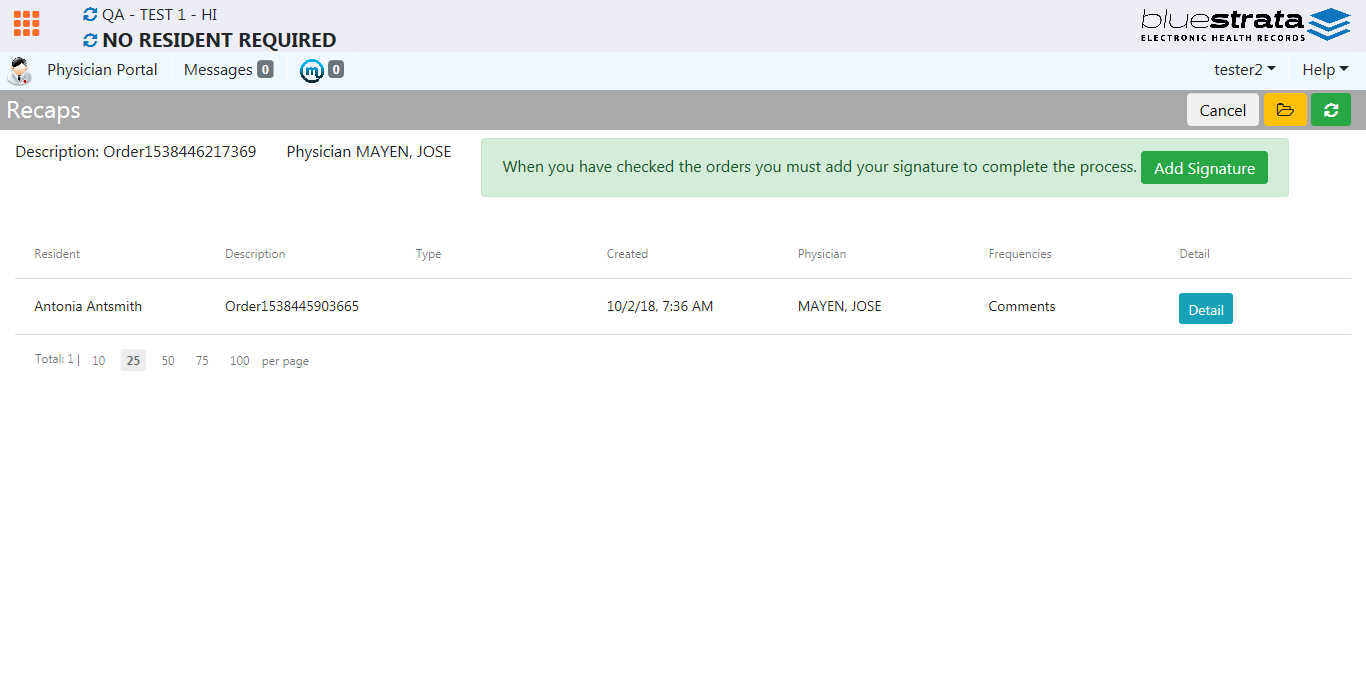 QA - TEST 1 - HI
NO RESIDENT REQUIRED
bluestrata
ELECTRONIC HEALTH RECORDS
Physician Portal Messages 0 m 0 tester2 Help
Recaps Cancel
Description: Order1538446217369 Physician MAYEN, JOSE When you have checked the orders you must add your signature to complete the process. Add Signature
Resident Description Type Created Physician Frequencies Detail
Antonia Antsmith Order1538445903665 10/2/18, 7:36 AM MAYEN, JOSE Comments Detail
Total: 1 | 10 25 50 75 100 per page